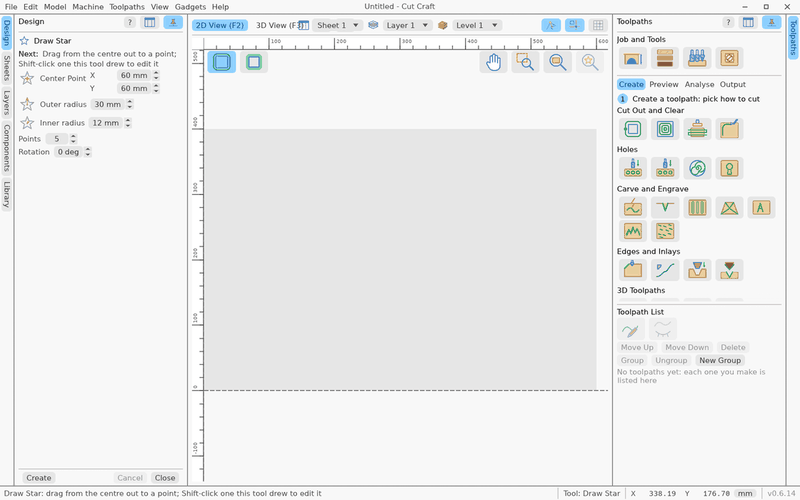 File Edit Model Machine Toolpaths View Gadgets Help
Untitled - Cut Craft
Design
?
Design
Sheets
Layers
Components
Library
Draw Star
Next: Drag from the centre out to a point;
Shift-click one this tool drew to edit it
Center Point X 60 mm
Y 60 mm
Outer radius 30 mm
Inner radius 12 mm
Points 5
Rotation 0 deg
Create Cancel Close
2D View (F2) 3D View (F3) Sheet 1 Layer 1 Level 1
0 100 200 300 400 500 600
500
400
300
200
100
0
-100
Toolpaths
?
Toolpaths
Job and Tools
Create Preview Analyse Output
1 Create a toolpath: pick how to cut
Cut Out and Clear
Holes
Carve and Engrave
A
Edges and Inlays
3D Toolpaths
Toolpath List
Move Up Move Down Delete
Group Ungroup New Group
No toolpaths yet; each one you make is
listed here
Draw Star: drag from the centre out to a point; Shift-click one this tool drew to edit it
Tool: Draw Star X 338.19 Y 176.70 mm v0.6.14